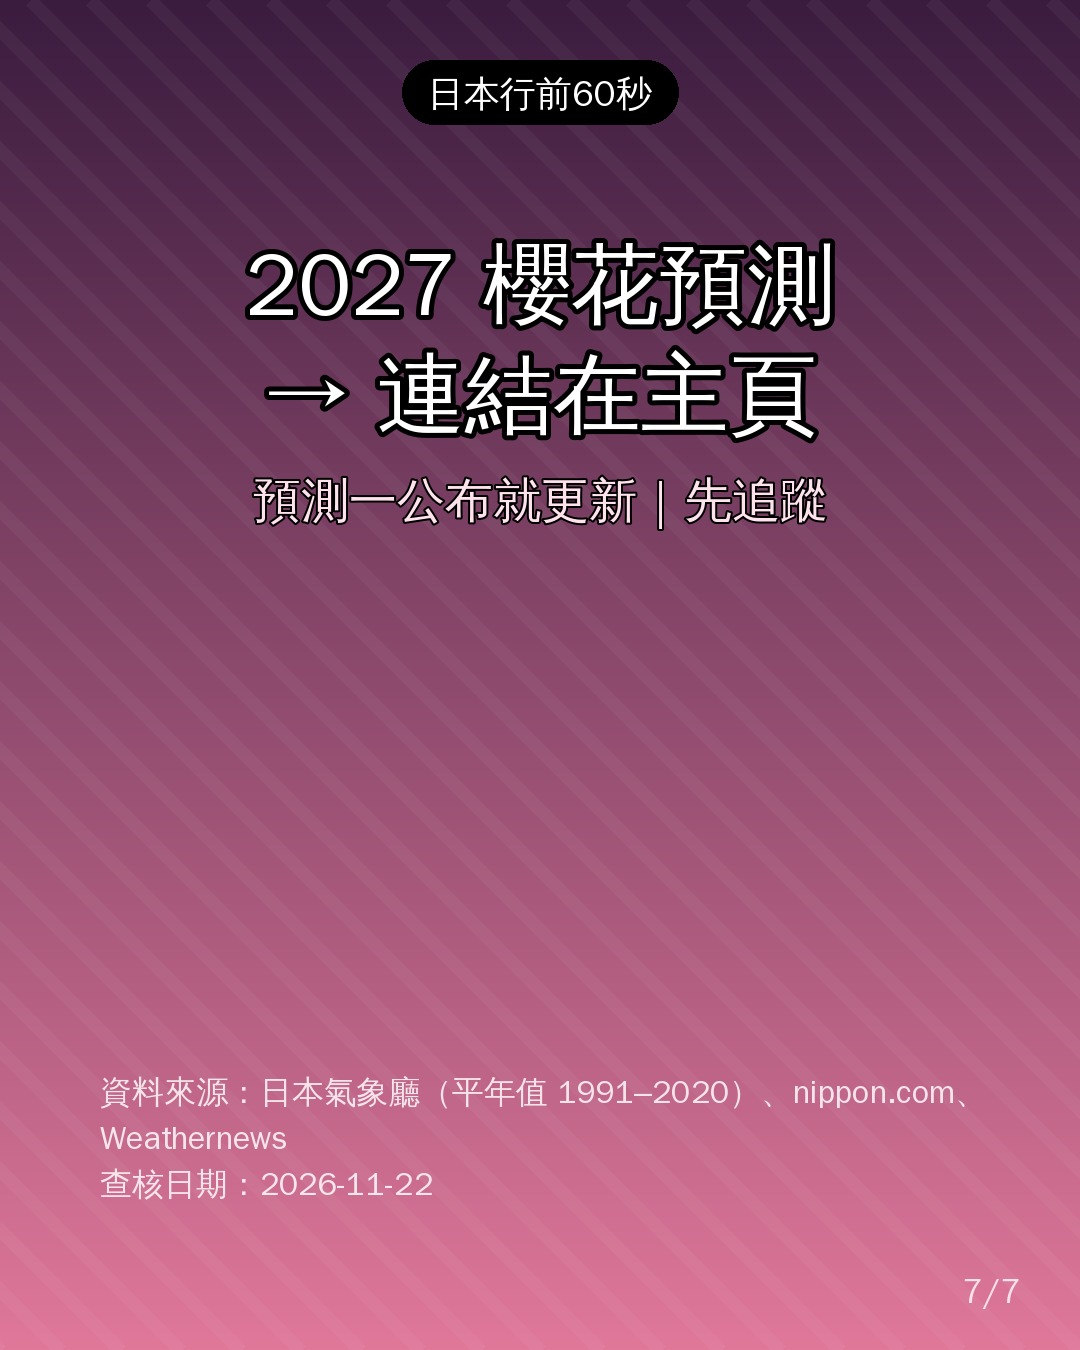 日本行前60秒
2027 櫻花預測
→ 連結在主頁
預測一公布就更新｜先追蹤
資料來源：日本氣象廳（平年值 1991–2020）、nippon.com、
Weathernews
查核日期：2026-11-22
7/7